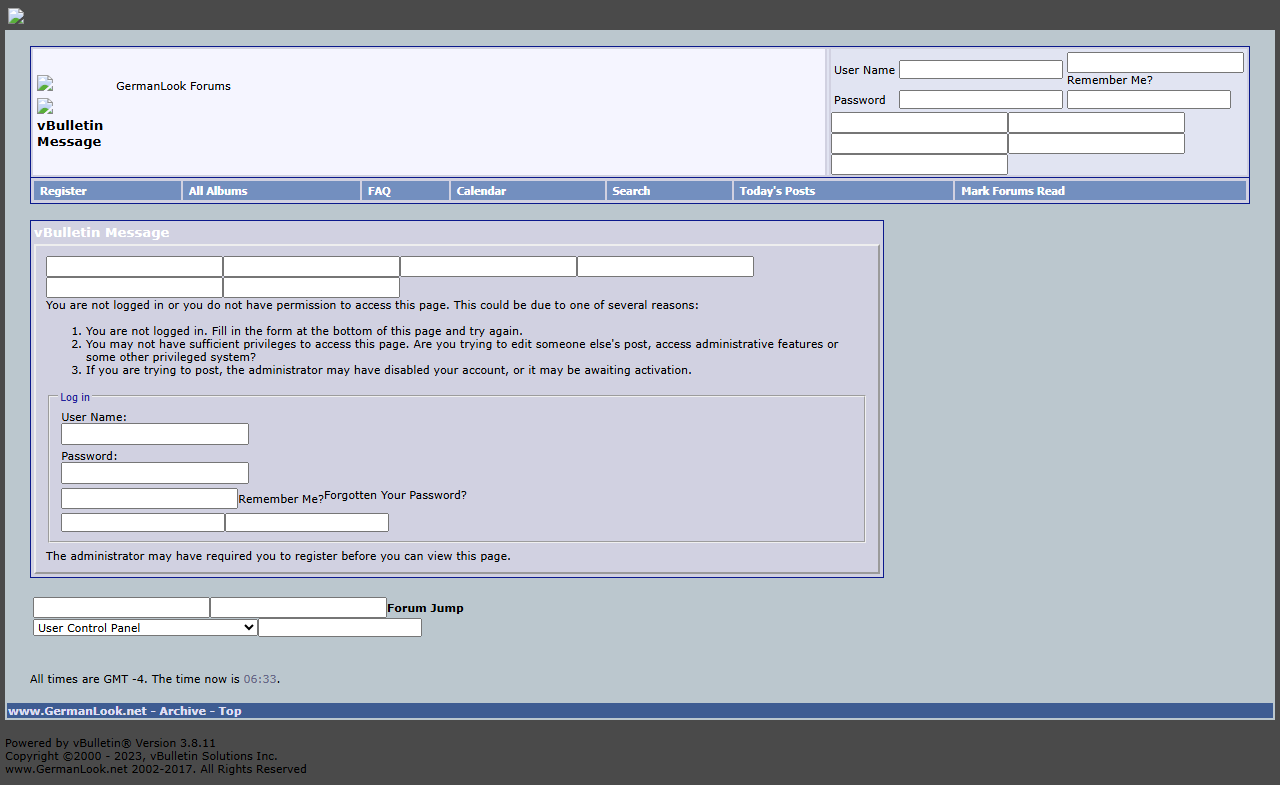 GermanLook Forums
vBulletin
Message
User Name
Remember Me?
Password
Register
All Albums
FAQ
Calendar
Search
Today's Posts
Mark Forums Read
vBulletin Message
You are not logged in or you do not have permission to access this page. This could be due to one of several reasons:
1. You are not logged in. Fill in the form at the bottom of this page and try again.
2. You may not have sufficient privileges to access this page. Are you trying to edit someone else's post, access administrative features or
some other privileged system?
3. If you are trying to post, the administrator may have disabled your account, or it may be awaiting activation.
Log in
User Name:
Password:
Remember Me?Forgotten Your Password?
The administrator may have required you to register before you can view this page.
Forum Jump
User Control Panel
All times are GMT -4. The time now is 06:33.
www.GermanLook.net - Archive - Top
Powered by vBulletin® Version 3.8.11
Copyright ©2000 - 2023, vBulletin Solutions Inc.
www.GermanLook.net 2002-2017. All Rights Reserved